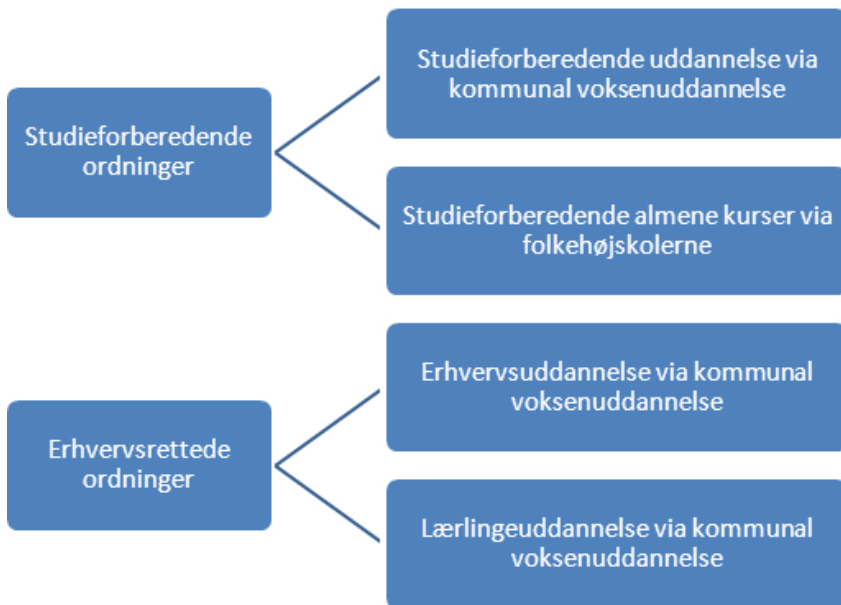 Studieforberedende
ordninger
Studieforberedende uddannelse via
kommunal voksenuddannelse
Studieforberedende almene kurser via
folkehøjskolerne
Erhvervsrettede
ordninger
Erhvervsuddannelse via kommunal
voksenuddannelse
Lærlingeuddannelse via kommunal
voksenuddannelse